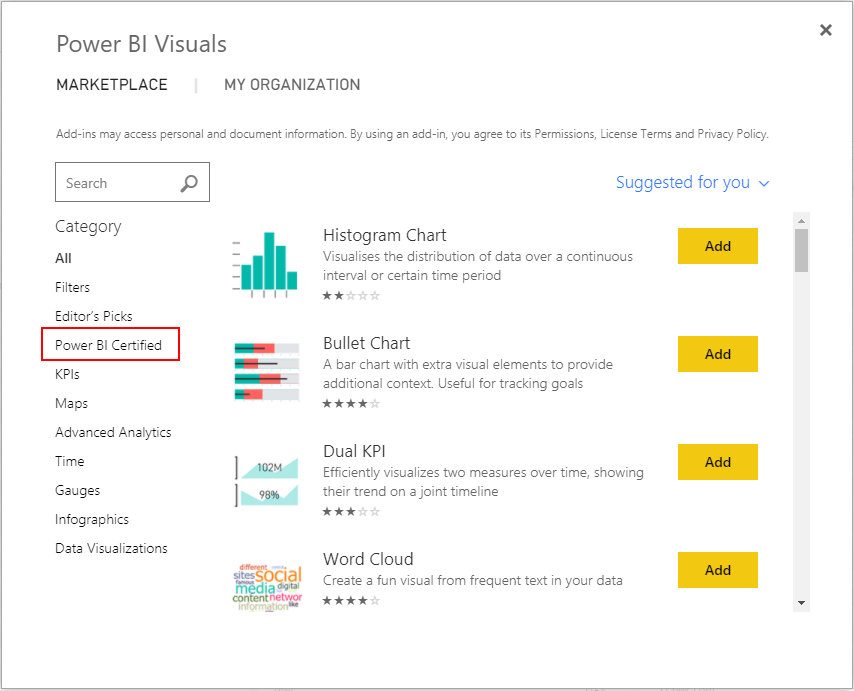 Power BI Visuals
MARKETPLACE | MY ORGANIZATION
Add-ins may access personal and document information. By using an add-in, you agree to its Permissions, License Terms and Privacy Policy.
Search
Suggested for you
Category
All
Filters
Editor's Picks
Power BI Certified
KPIs
Maps
Advanced Analytics
Time
Gauges
Infographics
Data Visualizations
Histogram Chart
Visualises the distribution of data over a continuous
interval or certain time period
Add
Bullet Chart
A bar chart with extra visual elements to provide
additional context. Useful for tracking goals
Add
102M
98%
Dual KPI
Efficiently visualizes two measures over time, showing
their trend on a joint timeline
Add
different
sites social
famous
media digital
content networ
information like
Word Cloud
Create a fun visual from frequent text in your data
Add